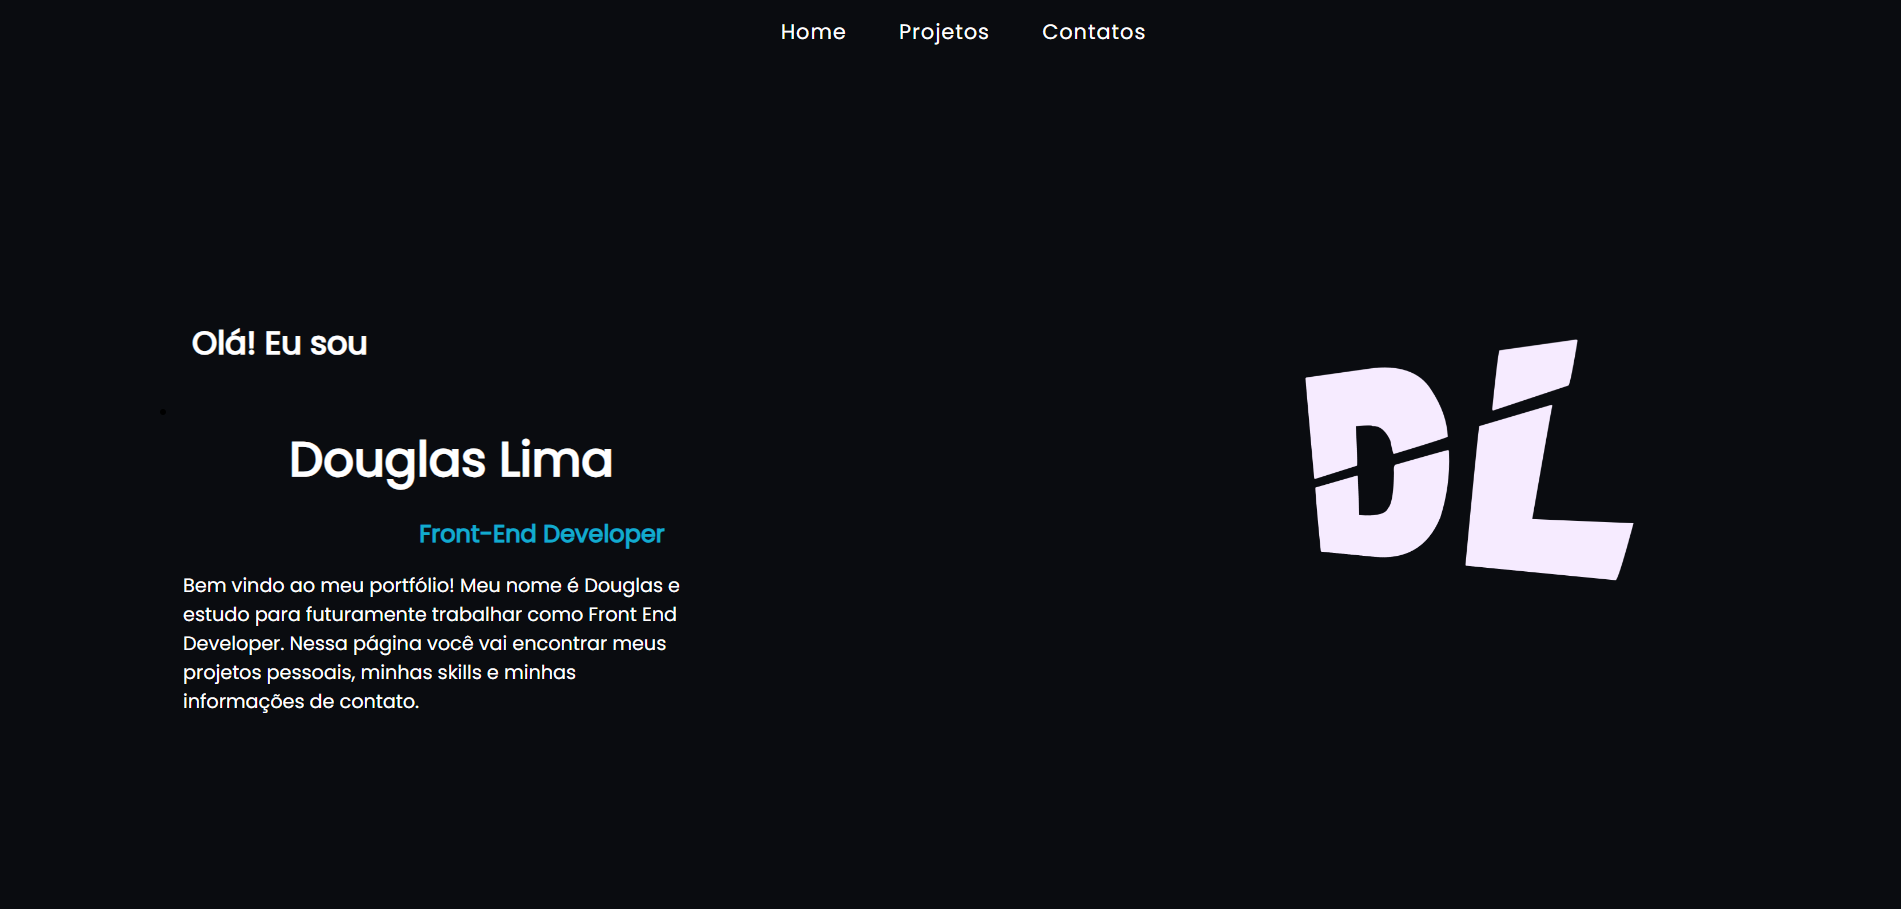 Home Projetos Contatos
Olá! Eu sou
Douglas Lima
Front-End Developer
Bem vindo ao meu portfólio! Meu nome é Douglas e
estudo para futuramente trabalhar como Front End
Developer. Nessa página você vai encontrar meus
projetos pessoais, minhas skills e minhas
informações de contato.
DL